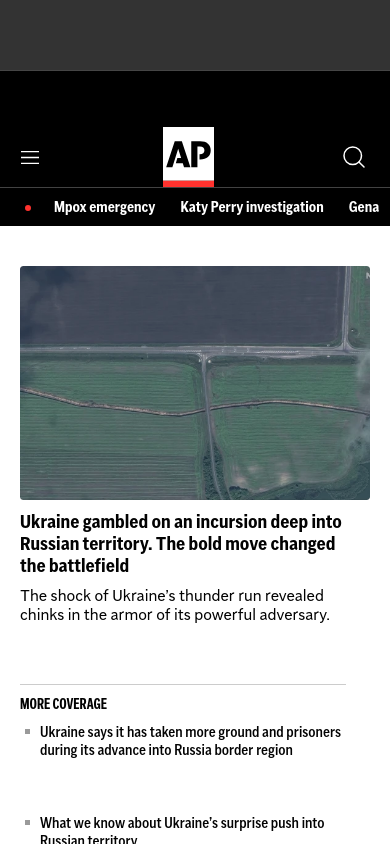 AP
Mpox emergency Katy Perry investigation Gena
Ukraine gambled on an incursion deep into
Russian territory. The bold move changed
the battlefield
The shock of Ukraine’s thunder run revealed
chinks in the armor of its powerful adversary.
MORE COVERAGE
Ukraine says it has taken more ground and prisoners
during its advance into Russia border region
What we know about Ukraine’s surprise push into
Russian territory